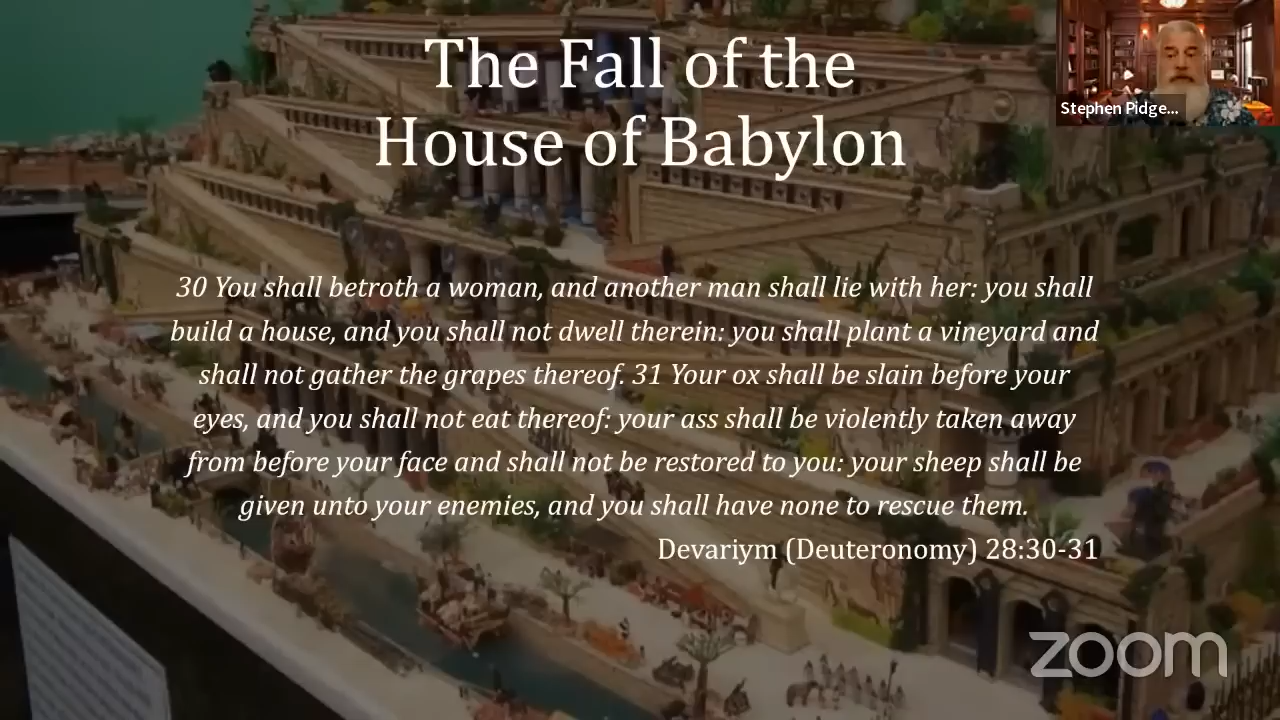 The Fall of the
House of Babylon
Stephen Pidge...
30 You shall betroth a woman, and another man shall lie with her: you shall
build a house, and you shall not dwell therein: you shall plant a vineyard and
shall not gather the grapes thereof. 31 Your ox shall be slain before your
eyes, and you shall not eat thereof: your ass shall be violently taken away
from before your face and shall not be restored to you: your sheep shall be
given unto your enemies, and you shall have none to rescue them.
Devariym (Deuteronomy) 28:30-31
zoom